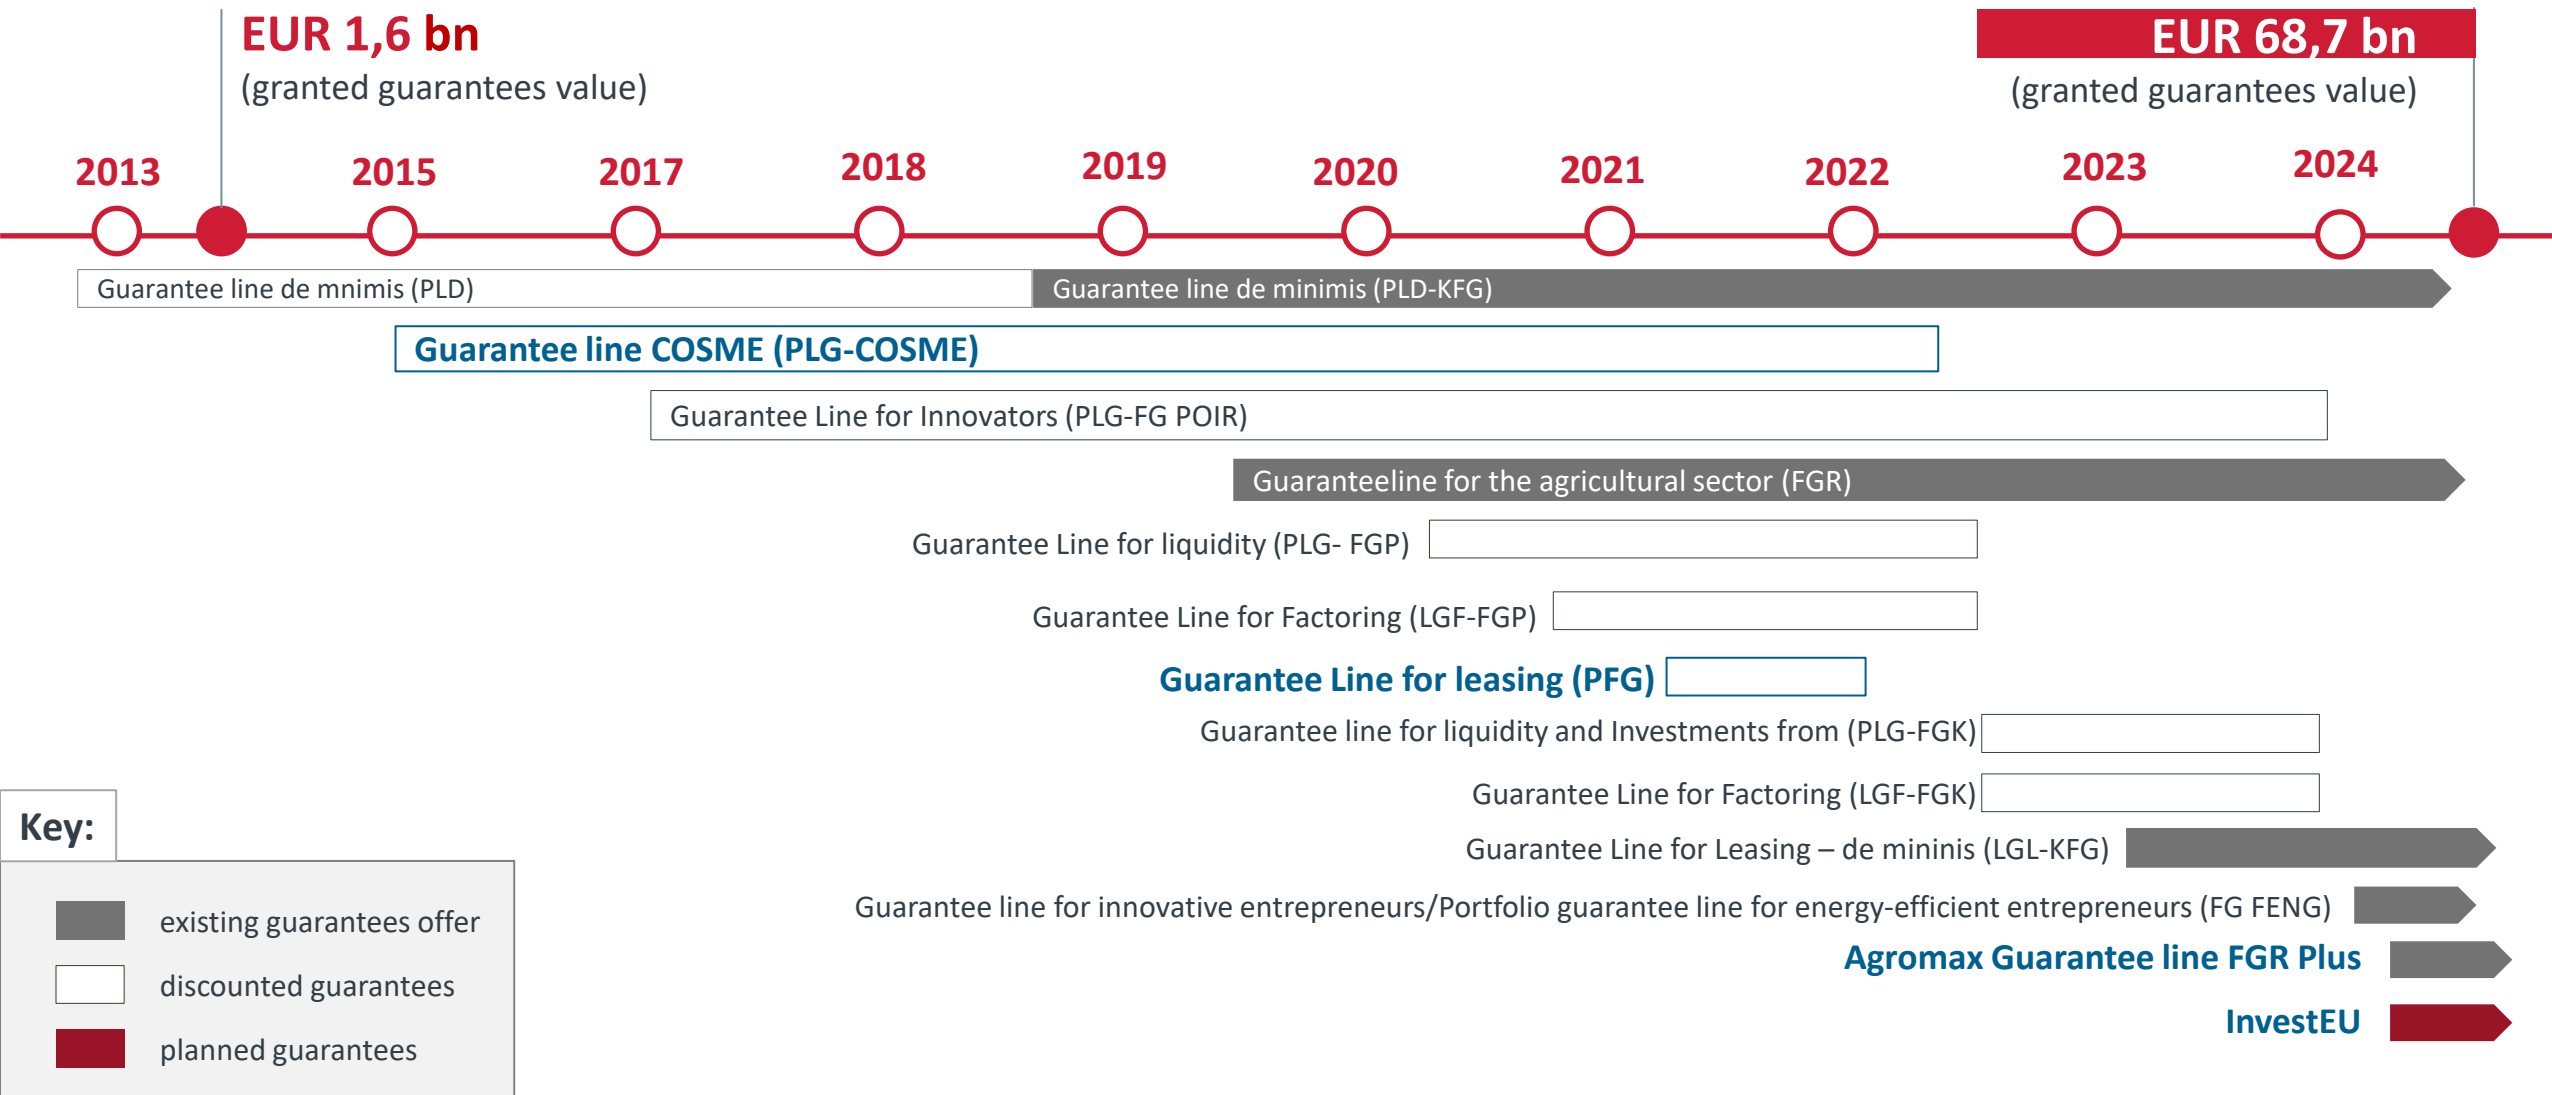 EUR 1,6 bn
(granted guarantees value)
EUR 68,7 bn
(granted guarantees value)
2013
2015
2017
2018
2019
2020
2021
2022
2023
2024
Guarantee line de mnimis (PLD)
Guarantee line de minimis (PLD-KFG)
Guarantee line COSME (PLG-COSME)
Guarantee Line for Innovators (PLG-FG POIR)
Guaranteeline for the agricultural sector (FGR)
Guarantee Line for liquidity (PLG- FGP)
Guarantee Line for Factoring (LGF-FGP)
Guarantee Line for leasing (PFG)
Guarantee line for liquidity and Investments from (PLG-FGK)
Guarantee Line for Factoring (LGF-FGK)
Guarantee Line for Leasing – de mininis (LGL-KFG)
Guarantee line for innovative entrepreneurs/Portfolio guarantee line for energy-efficient entrepreneurs (FG FENG)
Agromax Guarantee line FGR Plus
InvestEU
Key:
existing guarantees offer
discounted guarantees
planned guarantees